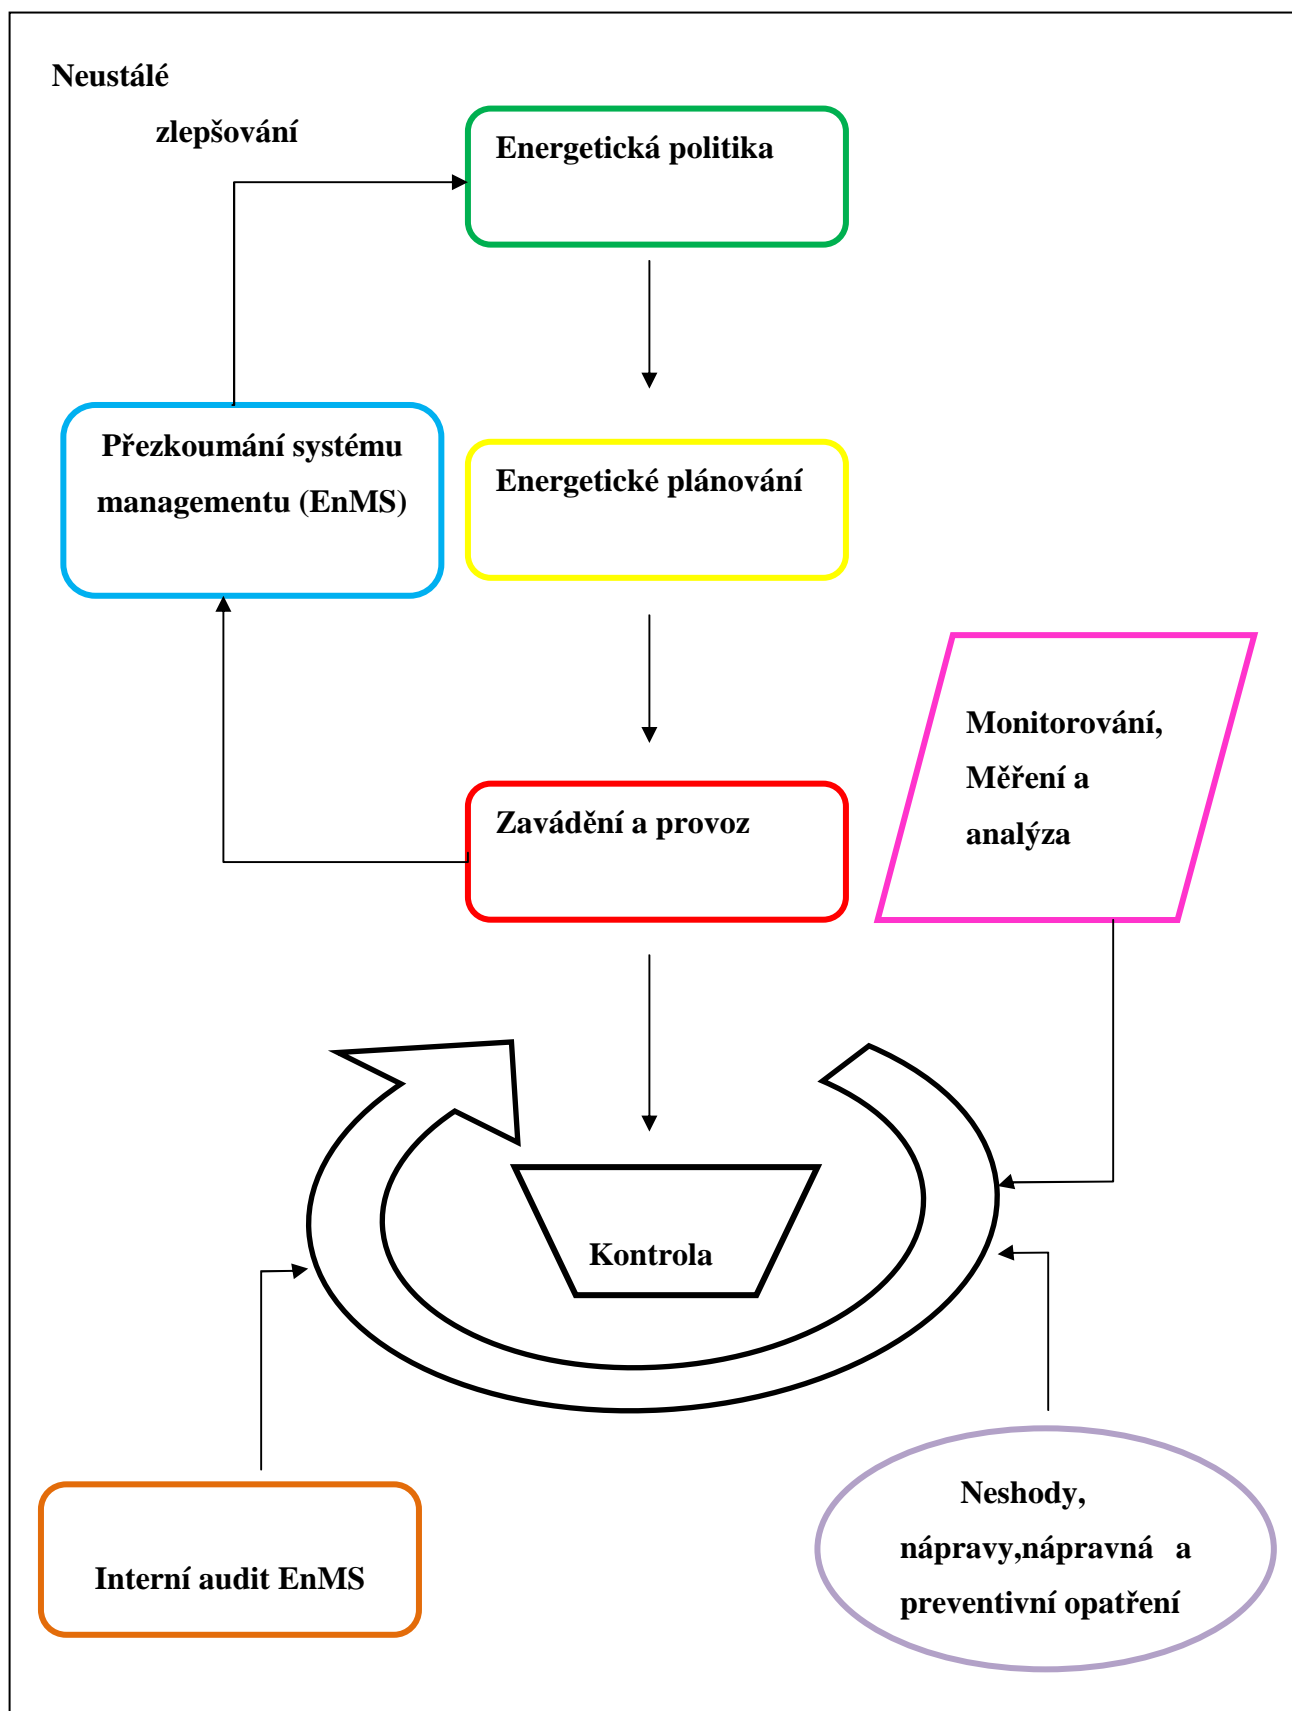 Neustálé
zlepšování
Energetická politika
Přezkoumání systému
managementu (EnMS)
Energetické plánování
Monitorování,
Měření a
analýza
Zavádění a provoz
Kontrola
Interní audit EnMS
Neshody,
nápravy,nápravná a
preventivní opatření